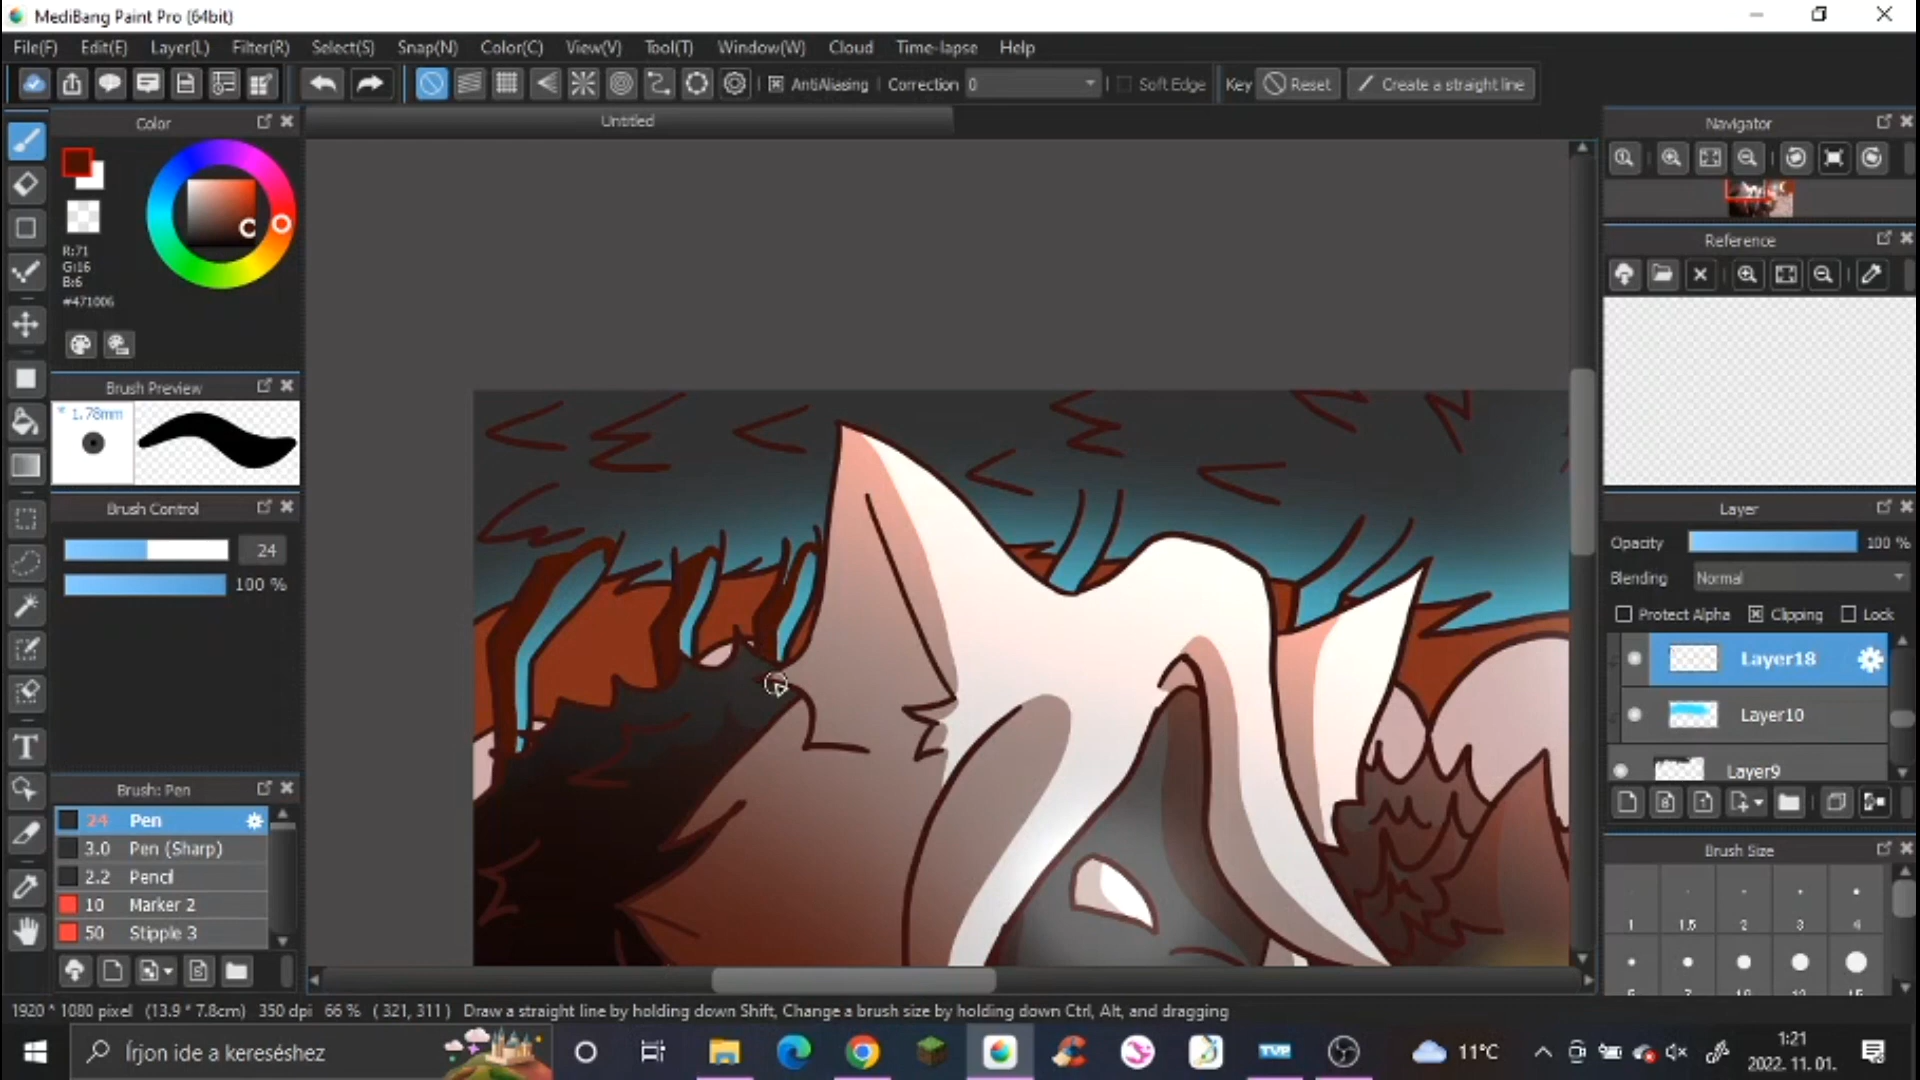 MediBang Paint Pro (64bit)
File(F) Edit(E) Layer(L) Filter(R) Select(S) Snap(N) Color(C) View(V) Tool(T) Window(W) Cloud Time-lapse Help
AntiAliasing Correction 0 Soft Edge Key Reset Create a straight line
Color
Untitled
Navigator
R:71
G:16
B:6
#471006
Reference
Brush Preview
* 1.78mm
Brush Control
24
100 %
Layer
Opacity 100 %
Blending Normal
Protect Alpha Clipping Lock
Layer18
Layer10
Layer9
Brush: Pen
24 Pen
3.0 Pen (Sharp)
2.2 Pencil
10 Marker 2
50 Stipple 3
Brush Size
1 1.5 2 3 4
1920 * 1080 pixel (13.9 * 7.8cm) 350 dpi 66 % ( 321, 311 ) Draw a straight line by holding down Shift, Change a brush size by holding down Ctrl, Alt, and dragging
Írjon ide a kereséshez
TVP
11°C
1:21
2022. 11. 01.